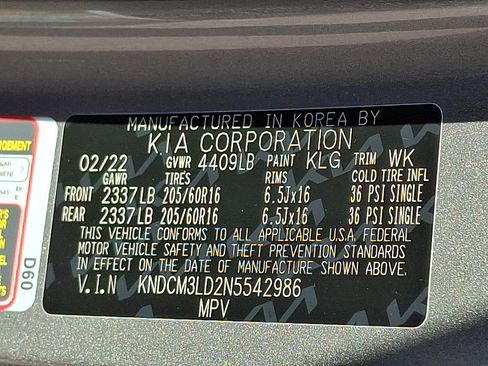 MANUFACTURED IN KOREA BY
KIA CORPORATION
02/22 GVWR 4409LB PAINT KLG TRIM WK
GAWR TIRES RIMS COLD TIRE INFL
FRONT 2337LB 205/60R16 6.5Jx16 36 PSI SINGLE
REAR 2337LB 205/60R16 6.5Jx16 36 PSI SINGLE
THIS VEHICLE CONFORMS TO ALL APPLICABLE U.S.A. FEDERAL
MOTOR VEHICLE SAFETY AND THEFT PREVENTION STANDARDS
IN EFFECT ON THE DATE OF MANUFACTURE SHOWN ABOVE.
V.I.N KNDCM3LD2N5542986
MPV
D60